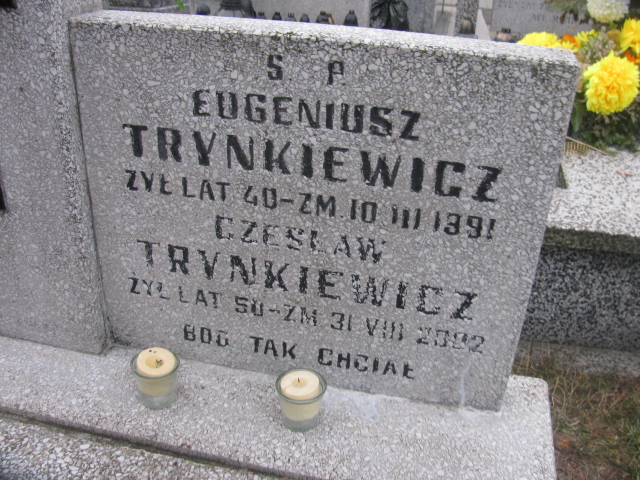 Ś P
EUGENIUSZ
TRYNKIEWICZ
ŻYŁ LAT 40-ZM.10 III 1991
CZESŁAW
TRYNKIEWICZ
ŻYŁ LAT 50-ZM 31 VIII 2002
BÓG TAK CHCIAŁ